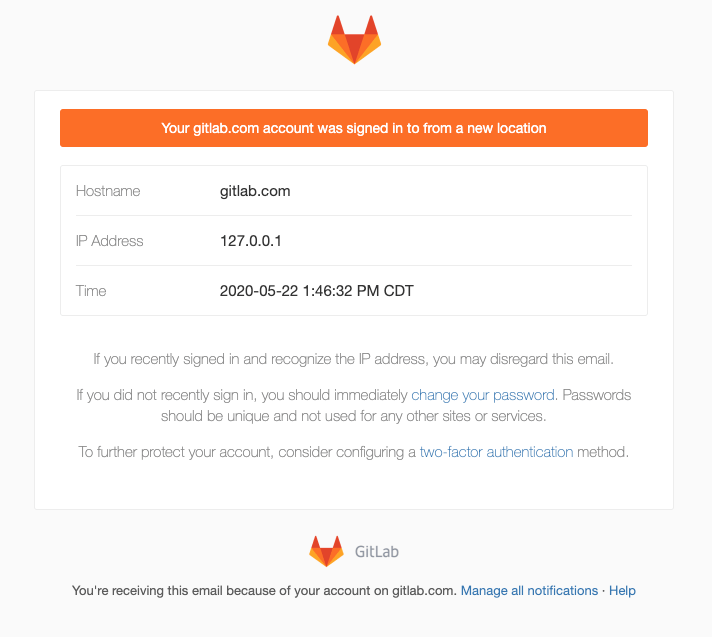 Your gitlab.com account was signed in to from a new location
Hostname gitlab.com
IP Address 127.0.0.1
Time 2020-05-22 1:46:32 PM CDT
If you recently signed in and recognize the IP address, you may disregard this email.
If you did not recently sign in, you should immediately change your password. Passwords
should be unique and not used for any other sites or services.
To further protect your account, consider configuring a two-factor authentication method.
GitLab
You're receiving this email because of your account on gitlab.com. Manage all notifications · Help